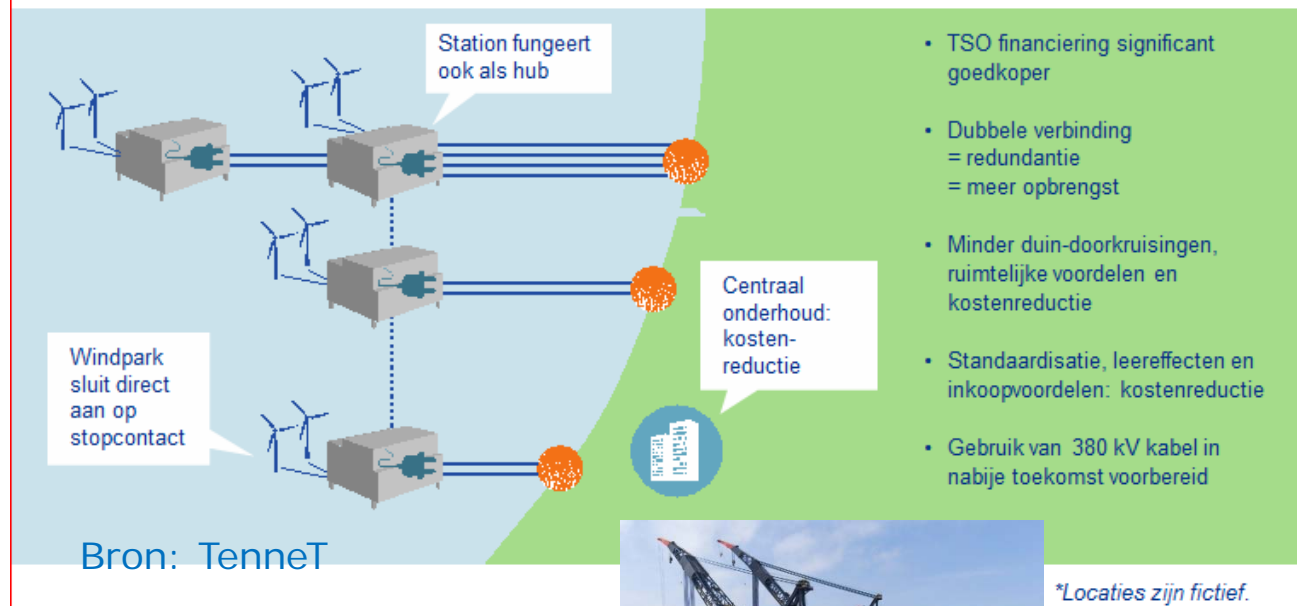 Station fungeert
ook als hub
Windpark
sluit direct
aan op
stopcontact
Centraal
onderhoud:
kosten-
reductie
• TSO financiering significant
goedkoper
• Dubbele verbinding
= redundantie
= meer opbrengst
• Minder duin-doorkruisingen,
ruimtelijke voordelen en
kostenreductie
• Standaardisatie, leereffecten en
inkoopvoordelen: kostenreductie
• Gebruik van 380 kV kabel in
nabije toekomst voorbereid
Bron: TenneT
*Locaties zijn fictief.